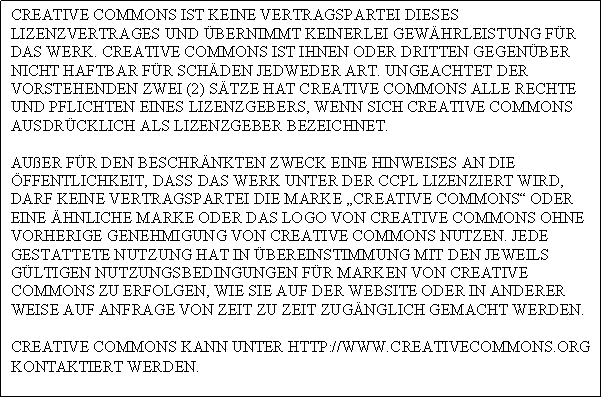 CREATIVE COMMONS IST KEINE VERTRAGSPARTEI DIESES
LIZENZVERTRAGES UND ÜBERNIMMT KEINERLEI GEWÄHRLEISTUNG FÜR
DAS WERK. CREATIVE COMMONS IST IHNEN ODER DRITTEN GEGENÜBER
NICHT HAFTBAR FÜR SCHÄDEN JEDWEDER ART. UNGEACHTET DER
VORSTEHENDEN ZWEI (2) SÄTZE HAT CREATIVE COMMONS ALLE RECHTE
UND PFLICHTEN EINES LIZENZGEBERS, WENN SICH CREATIVE COMMONS
AUSDRÜCKLICH ALS LIZENZGEBER BEZEICHNET.
AUßER FÜR DEN BESCHRÄNKTEN ZWECK EINE HINWEISES AN DIE
ÖFFENTLICHKEIT, DASS DAS WERK UNTER DER CCPL LIZENZIERT WIRD,
DARF KEINE VERTRAGSPARTEI DIE MARKE „CREATIVE COMMONS“ ODER
EINE ÄHNLICHE MARKE ODER DAS LOGO VON CREATIVE COMMONS OHNE
VORHERIGE GENEHMIGUNG VON CREATIVE COMMONS NUTZEN. JEDE
GESTATTETE NUTZUNG HAT IN ÜBEREINSTIMMUNG MIT DEN JEWEILS
GÜLTIGEN NUTZUNGSBEDINGUNGEN FÜR MARKEN VON CREATIVE
COMMONS ZU ERFOLGEN, WIE SIE AUF DER WEBSITE ODER IN ANDERER
WEISE AUF ANFRAGE VON ZEIT ZU ZEIT ZUGÄNGLICH GEMACHT WERDEN.
CREATIVE COMMONS KANN UNTER HTTP://WWW.CREATIVECOMMONS.ORG
KONTAKTIERT WERDEN.